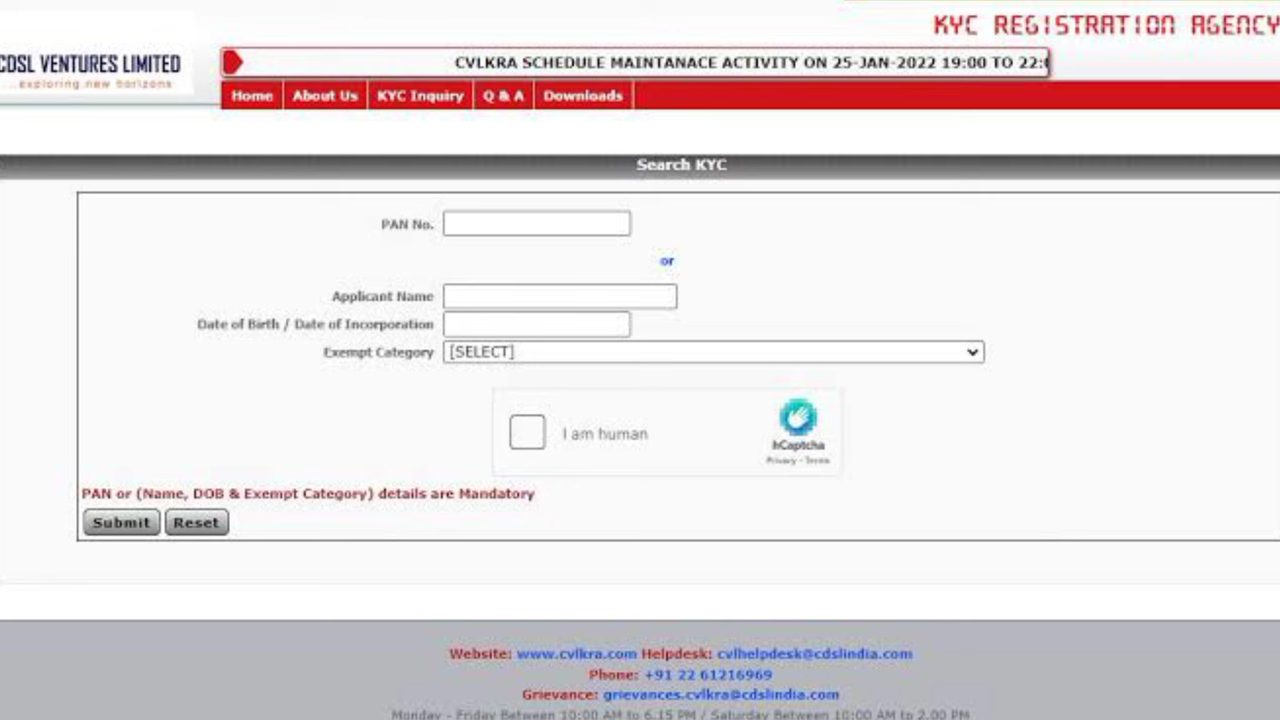 KYC REGISTRATION AGENCY
CDSL VENTURES LIMITED
...exploring new horizons
CVLKRA SCHEDULE MAINTANACE ACTIVITY ON 25-JAN-2022 19:00 TO 22:
Home About Us KYC Inquiry Q & A Downloads
Search KYC
PAN No.
or
Applicant Name
Date of Birth / Date of Incorporation
Exempt Category [SELECT]
I am human
hCaptcha
Privacy - Terms
PAN or (Name, DOB & Exempt Category) details are Mandatory
Submit Reset
Website: www.cvlkra.com Helpdesk: cvlhelpdesk@cdslindia.com
Phone: +91 22 61216969
Grievance: grievances.cvlkra@cdslindia.com
Monday - Friday Between 10:00 AM to 6.15 PM / Saturday Between 10:00 AM to 2.00 PM